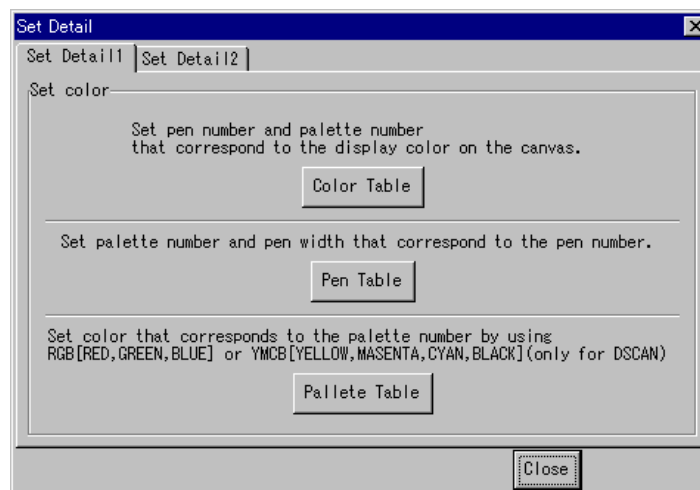 Set Detail
Set Detail1 Set Detail2
Set color
Set pen number and palette number
that correspond to the display color on the canvas.
Color Table
Set palette number and pen width that correspond to the pen number.
Pen Table
Set color that corresponds to the palette number by using
RGB[RED,GREEN,BLUE] or YMCB[YELLOW,MASENTA,CYAN,BLACK](only for DSCAN)
Pallete Table
Close